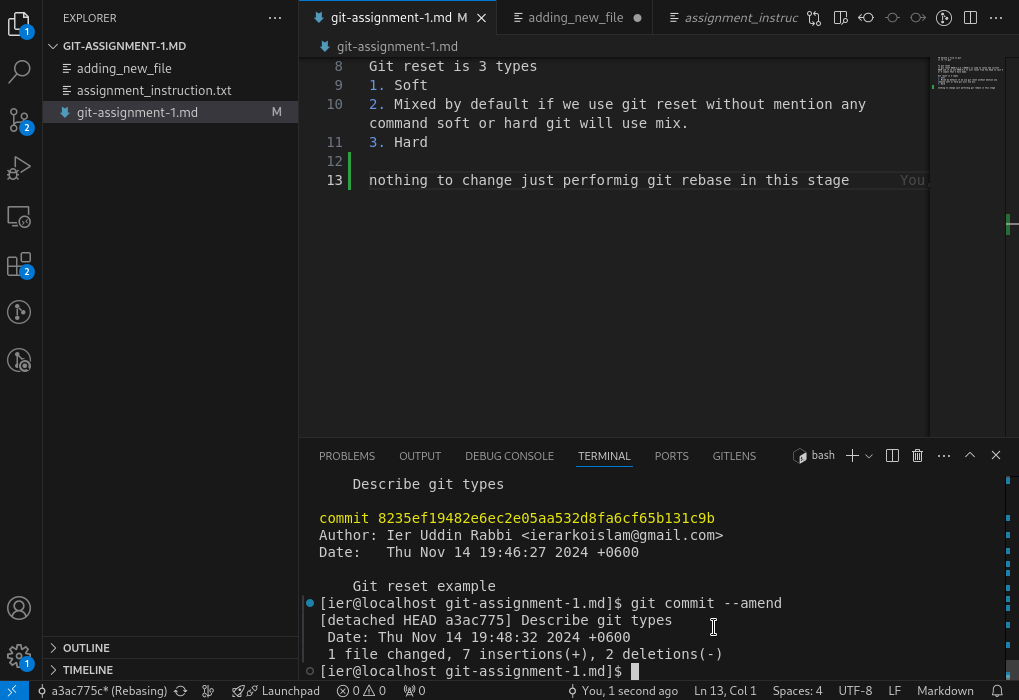 EXPLORER
git-assignment-1.md M
adding_new_file
assignment_instruc
GIT-ASSIGNMENT-1.MD
git-assignment-1.md
adding_new_file
assignment_instruction.txt
git-assignment-1.md M
8 Git reset is 3 types
9 1. Soft
10 2. Mixed by default if we use git reset without mention any
command soft or hard git will use mix.
11 3. Hard
12
13 nothing to change just performig git rebase in this stage You,
PROBLEMS OUTPUT DEBUG CONSOLE TERMINAL PORTS GITLENS bash
Describe git types
commit 8235ef19482e6ec2e05aa532d8fa6cf65b131c9b
Author: Ier Uddin Rabbi <ierarkoislam@gmail.com>
Date: Thu Nov 14 19:46:27 2024 +0600
Git reset example
[ier@localhost git-assignment-1.md]$ git commit --amend
[detached HEAD a3ac775] Describe git types
Date: Thu Nov 14 19:48:32 2024 +0600
1 file changed, 7 insertions(+), 2 deletions(-)
[ier@localhost git-assignment-1.md]$
1
2
2
1
OUTLINE
TIMELINE
a3ac775c* (Rebasing) Launchpad 0 0 0 You, 1 second ago Ln 13, Col 1 Spaces: 4 UTF-8 LF Markdown